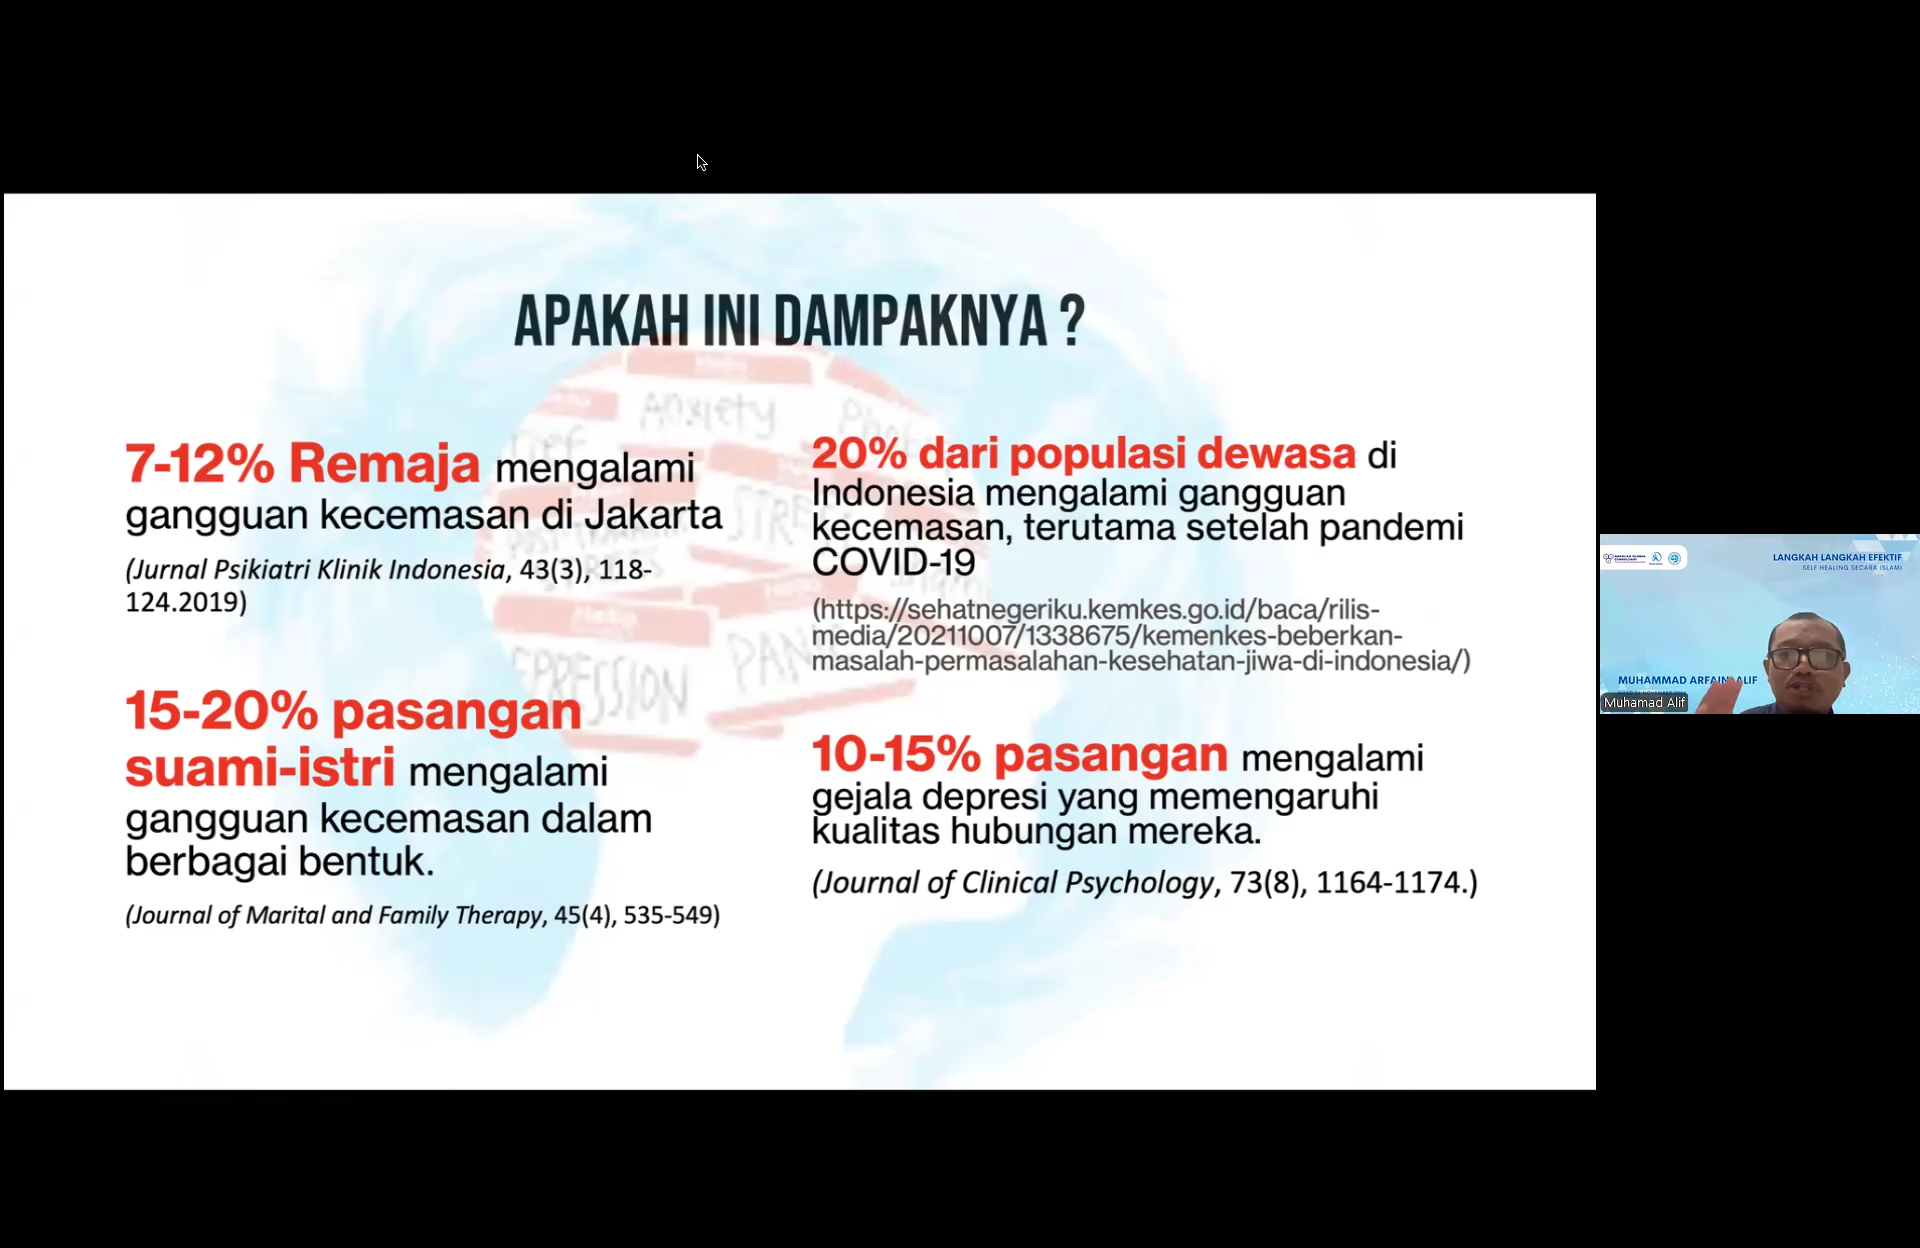 APAKAH INI DAMPAKNYA ?
7-12% Remaja mengalami
gangguan kecemasan di Jakarta
(Jurnal Psikiatri Klinik Indonesia, 43(3), 118-
124.2019)
15-20% pasangan
suami-istri mengalami
gangguan kecemasan dalam
berbagai bentuk.
(Journal of Marital and Family Therapy, 45(4), 535-549)
20% dari populasi dewasa di
Indonesia mengalami gangguan
kecemasan, terutama setelah pandemi
COVID-19
(https://sehatnegeriku.kemkes.go.id/baca/rilis-
media/20211007/1338675/kemenkes-beberkan-
masalah-permasalahan-kesehatan-jiwa-di-indonesia/)
10-15% pasangan mengalami
gejala depresi yang memengaruhi
kualitas hubungan mereka.
(Journal of Clinical Psychology, 73(8), 1164-1174.)
Anxiety
PANIC
LANGKAH LANGKAH EFEKTIF
SELF HEALING SECARA ISLAMI
MUHAMMAD ARFAIN ALIF
Muhamad Alif